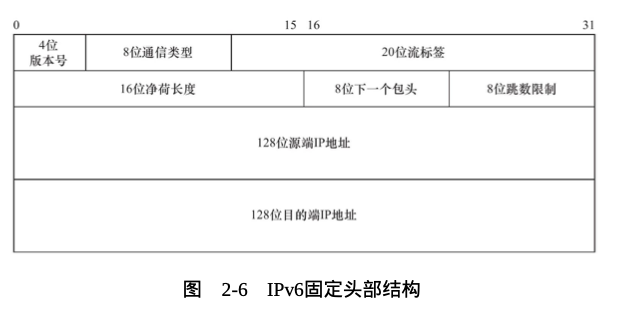 0 15 16 31
4位
版本号
8位通信类型
20位流标签
16位净荷长度
8位下一个包头
8位跳数限制
128位源端IP地址
128位目的端IP地址
图 2-6 IPv6固定头部结构